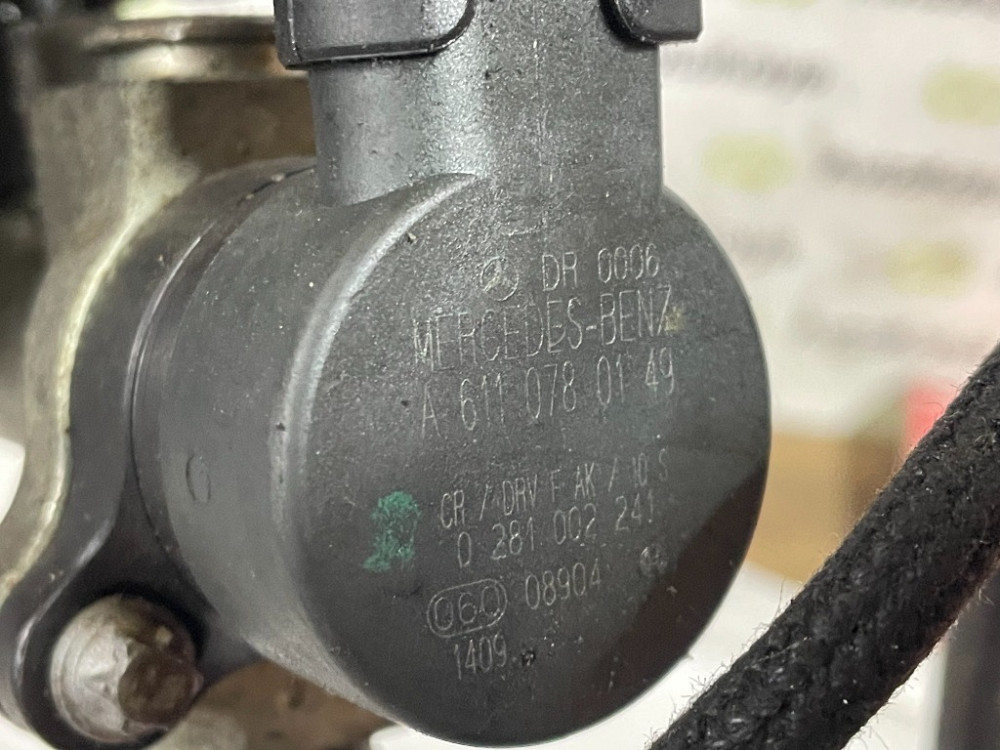 DR 0006
MERCEDES-BENZ
A 611 078 01 49
CR / DRV F AK / 10 S
0 281 002 241
060 08904
1409